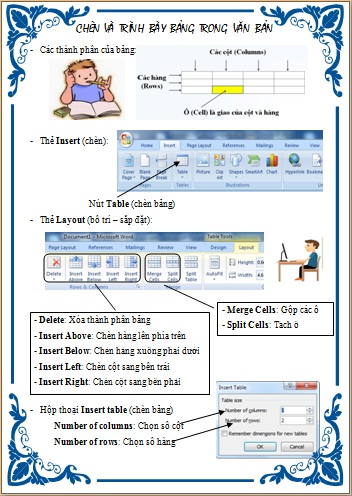 CHÈN VÀ TRÌNH BÀY BẢNG TRONG VĂN BẢN
- Các thành phần của bảng:
Các cột (Columns)
Các hàng
(Rows)
Ô (Cell) là giao của cột và hàng
- Thẻ Insert (chèn):
Home Insert Page Layout References Mailings Review View
Cover Page Blank Page Page Break Table Picture Clip Art Shapes SmartArt Chart Hyperlink Bookmark
Pages Tables Illustrations
Nút Table (chèn bảng)
- Thẻ Layout (bố trí – sắp đặt):
Document1 - Microsoft Word Table Tools
References Mailings Review View Design Layout
Delete Insert Above Insert Below Insert Left Insert Right Merge Cells Split Cells Split Table AutoFit Height: Width:
Rows & Columns Merge
- Delete: Xóa thành phần bảng
- Insert Above: Chèn hàng lên phía trên
- Insert Below: Chèn hàng xuống phái dưới
- Insert Left: Chèn cột sang bên trái
- Insert Right: Chèn cột sang bên phải
- Merge Cells: Gộp các ô
- Split Cells: Tách ô
- Hộp thoại Insert table (chèn bảng)
Number of columns: Chọn số cột
Number of rows: Chọn số hàng
Insert Table
Table size
Number of columns:
Number of rows: 2
Remember dimensions for new tables
OK Cancel